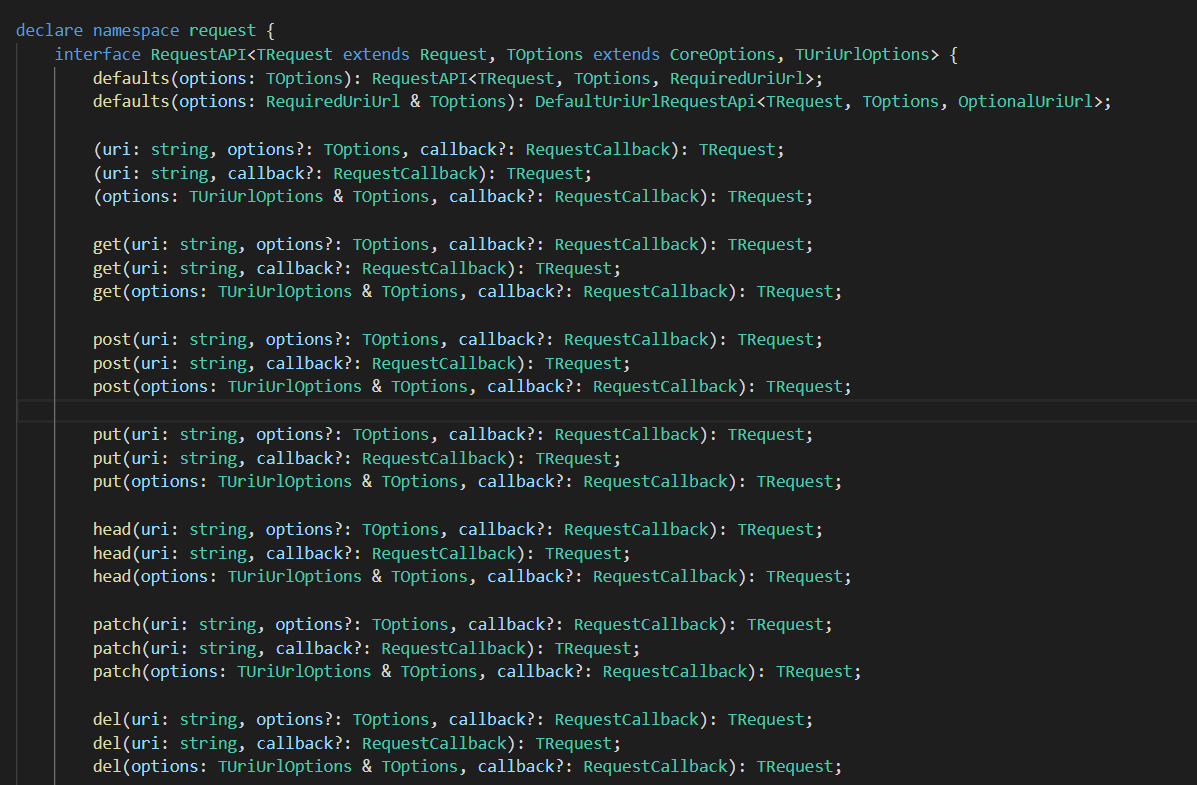 declare namespace request {
interface RequestAPI<TRequest extends Request, TOptions extends CoreOptions, TUriUrlOptions> {
defaults(options: TOptions): RequestAPI<TRequest, TOptions, RequiredUriUrl>;
defaults(options: RequiredUriUrl & TOptions): DefaultUriUrlRequestApi<TRequest, TOptions, OptionalUriUrl>;
(uri: string, options?: TOptions, callback?: RequestCallback): TRequest;
(uri: string, callback?: RequestCallback): TRequest;
(options: TUriUrlOptions & TOptions, callback?: RequestCallback): TRequest;
get(uri: string, options?: TOptions, callback?: RequestCallback): TRequest;
get(uri: string, callback?: RequestCallback): TRequest;
get(options: TUriUrlOptions & TOptions, callback?: RequestCallback): TRequest;
post(uri: string, options?: TOptions, callback?: RequestCallback): TRequest;
post(uri: string, callback?: RequestCallback): TRequest;
post(options: TUriUrlOptions & TOptions, callback?: RequestCallback): TRequest;
put(uri: string, options?: TOptions, callback?: RequestCallback): TRequest;
put(uri: string, callback?: RequestCallback): TRequest;
put(options: TUriUrlOptions & TOptions, callback?: RequestCallback): TRequest;
head(uri: string, options?: TOptions, callback?: RequestCallback): TRequest;
head(uri: string, callback?: RequestCallback): TRequest;
head(options: TUriUrlOptions & TOptions, callback?: RequestCallback): TRequest;
patch(uri: string, options?: TOptions, callback?: RequestCallback): TRequest;
patch(uri: string, callback?: RequestCallback): TRequest;
patch(options: TUriUrlOptions & TOptions, callback?: RequestCallback): TRequest;
del(uri: string, options?: TOptions, callback?: RequestCallback): TRequest;
del(uri: string, callback?: RequestCallback): TRequest;
del(options: TUriUrlOptions & TOptions, callback?: RequestCallback): TRequest;